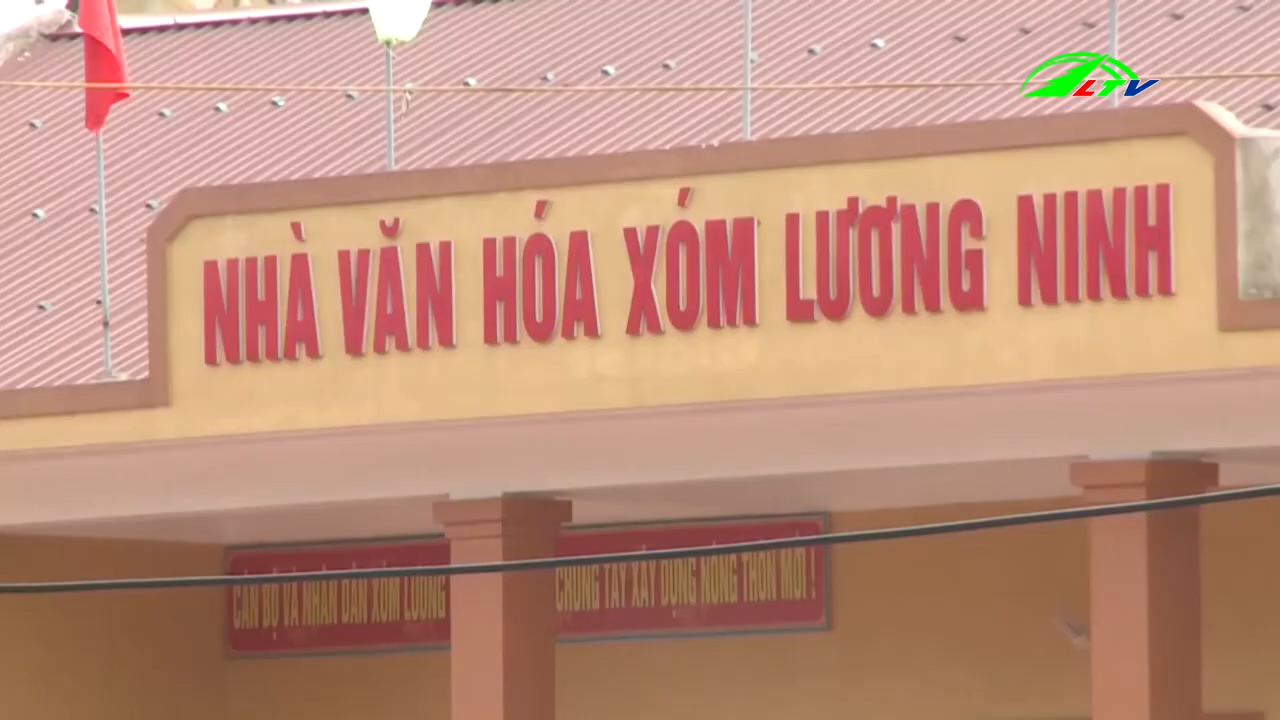 LTV
NHÀ VĂN HÓA XÓM LƯƠNG NINH
CÁN BỘ VÀ NHÂN DÂN XÓM LƯƠNG CHUNG TAY XÂY DỰNG NÔNG THÔN MỚI !